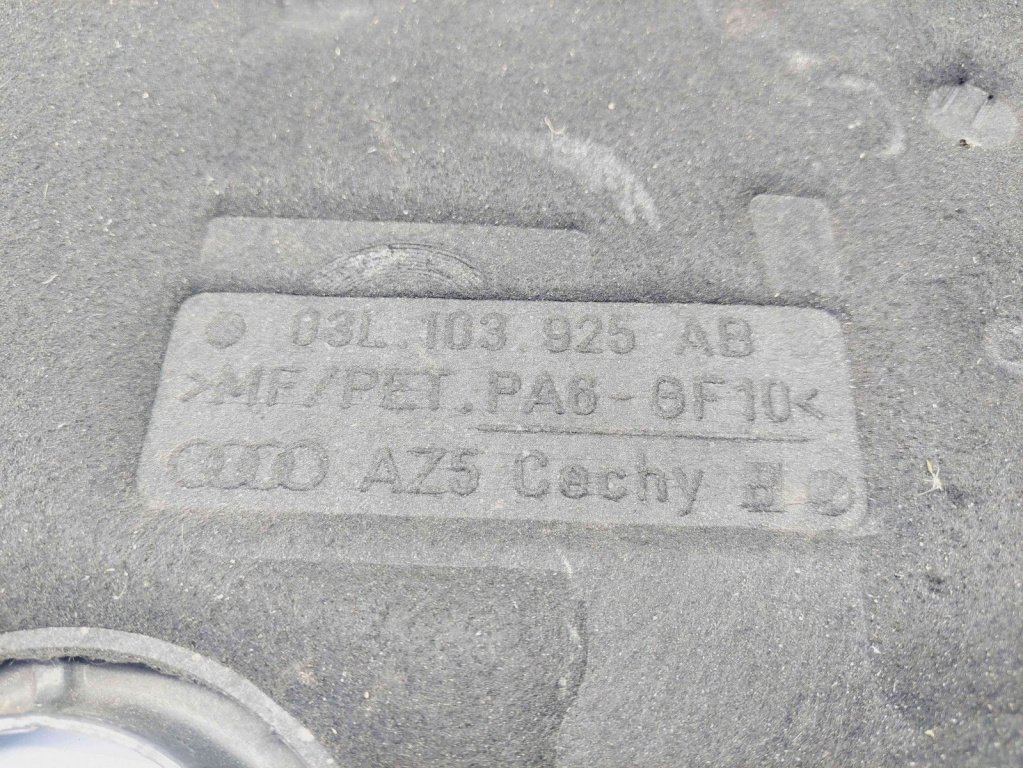 03L.103.925 AB
>MF/PET.PA6-GF10<
AZ5 Cechy H